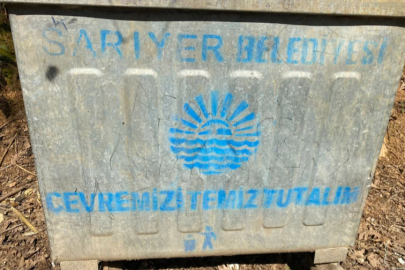 SARIYER BELEDİYESİ
ÇEVREMİZİ TEMİZ TUTALIM